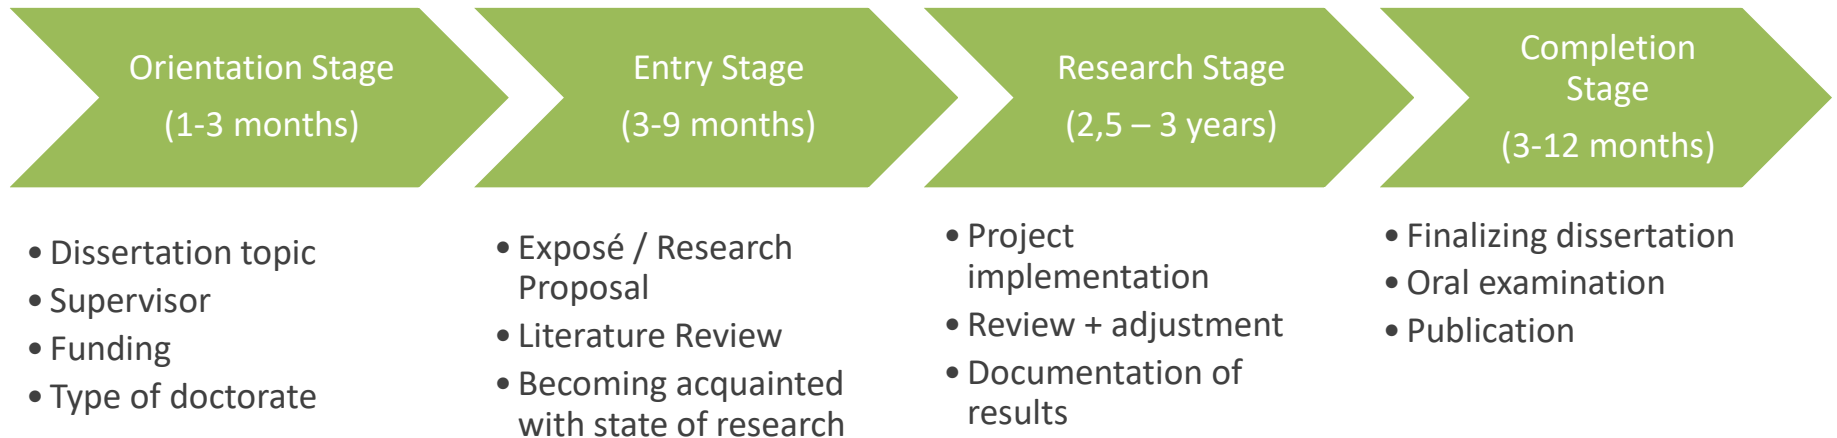 Orientation Stage
(1-3 months)
• Dissertation topic
• Supervisor
• Funding
• Type of doctorate
Entry Stage
(3-9 months)
• Exposé / Research
Proposal
• Literature Review
• Becoming acquainted
with state of research
Research Stage
(2,5 – 3 years)
• Project
implementation
• Review + adjustment
• Documentation of
results
Completion
Stage
(3-12 months)
• Finalizing dissertation
• Oral examination
• Publication